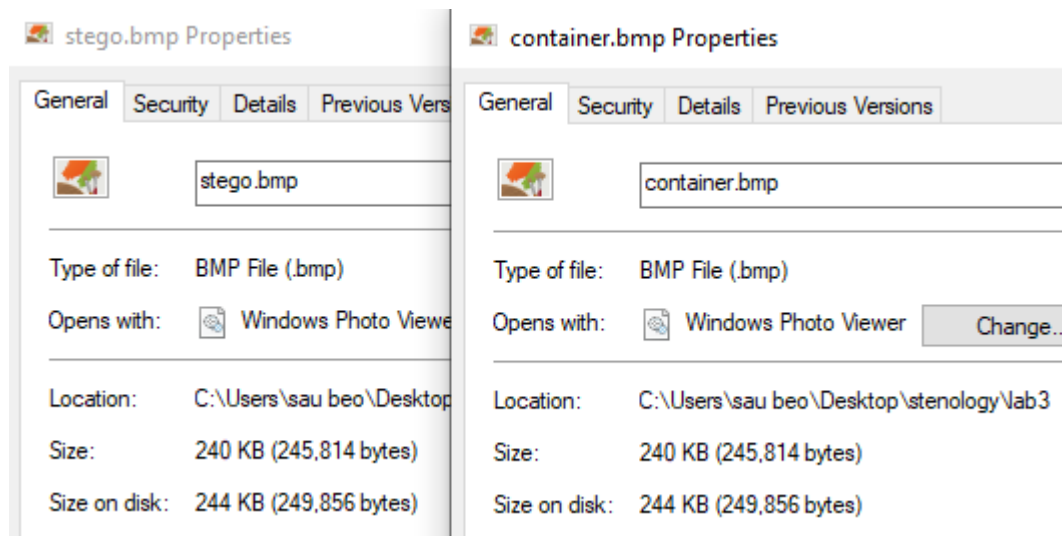 stego.bmp Properties
General Security Details Previous Vers
stego.bmp
Type of file: BMP File (.bmp)
Opens with: Windows Photo Viewe
Location: C:\Users\sau beo\Desktop
Size: 240 KB (245,814 bytes)
Size on disk: 244 KB (249,856 bytes)
container.bmp Properties
General Security Details Previous Versions
container.bmp
Type of file: BMP File (.bmp)
Opens with: Windows Photo Viewer Change..
Location: C:\Users\sau beo\Desktop\stenology\lab3
Size: 240 KB (245,814 bytes)
Size on disk: 244 KB (249,856 bytes)